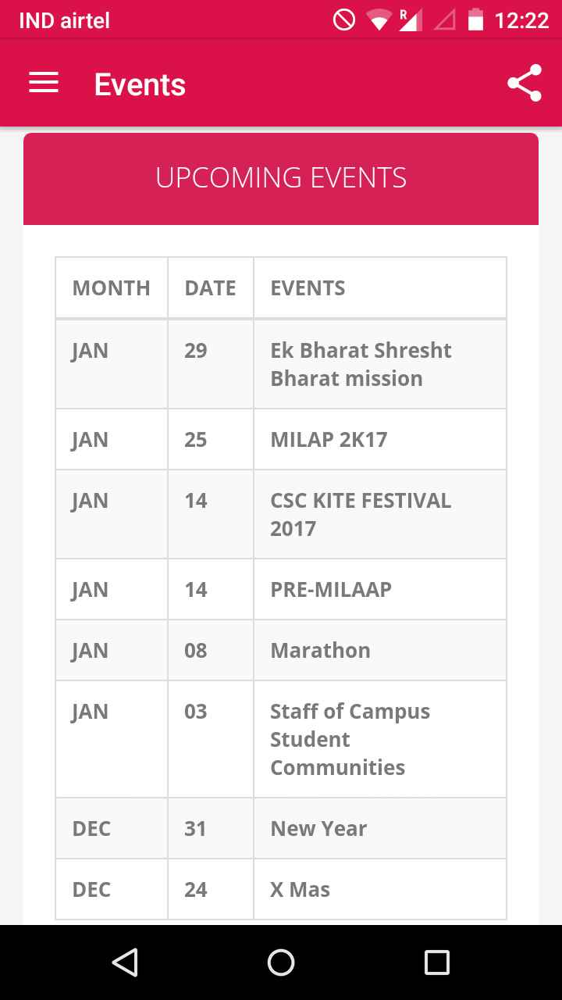 IND airtel
R
12:22
Events
UPCOMING EVENTS
MONTH DATE EVENTS
JAN 29 Ek Bharat Shresht
Bharat mission
JAN 25 MILAP 2K17
JAN 14 CSC KITE FESTIVAL
2017
JAN 14 PRE-MILAAP
JAN 08 Marathon
JAN 03 Staff of Campus
Student
Communities
DEC 31 New Year
DEC 24 X Mas